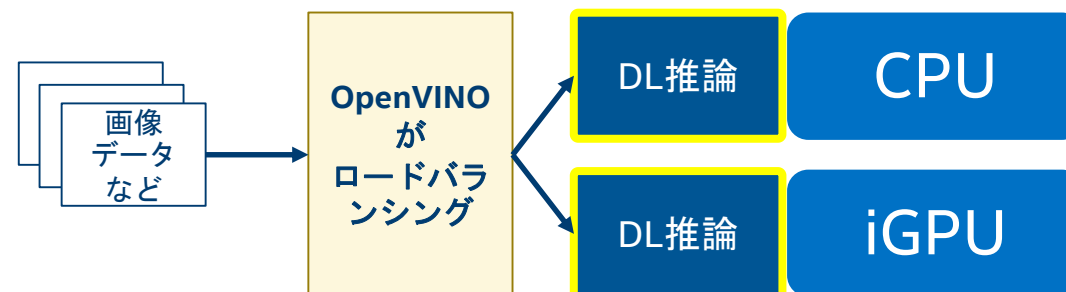 画像
データ
など
OpenVINO
が
ロードバラ
ンシング
DL推論
CPU
DL推論
iGPU